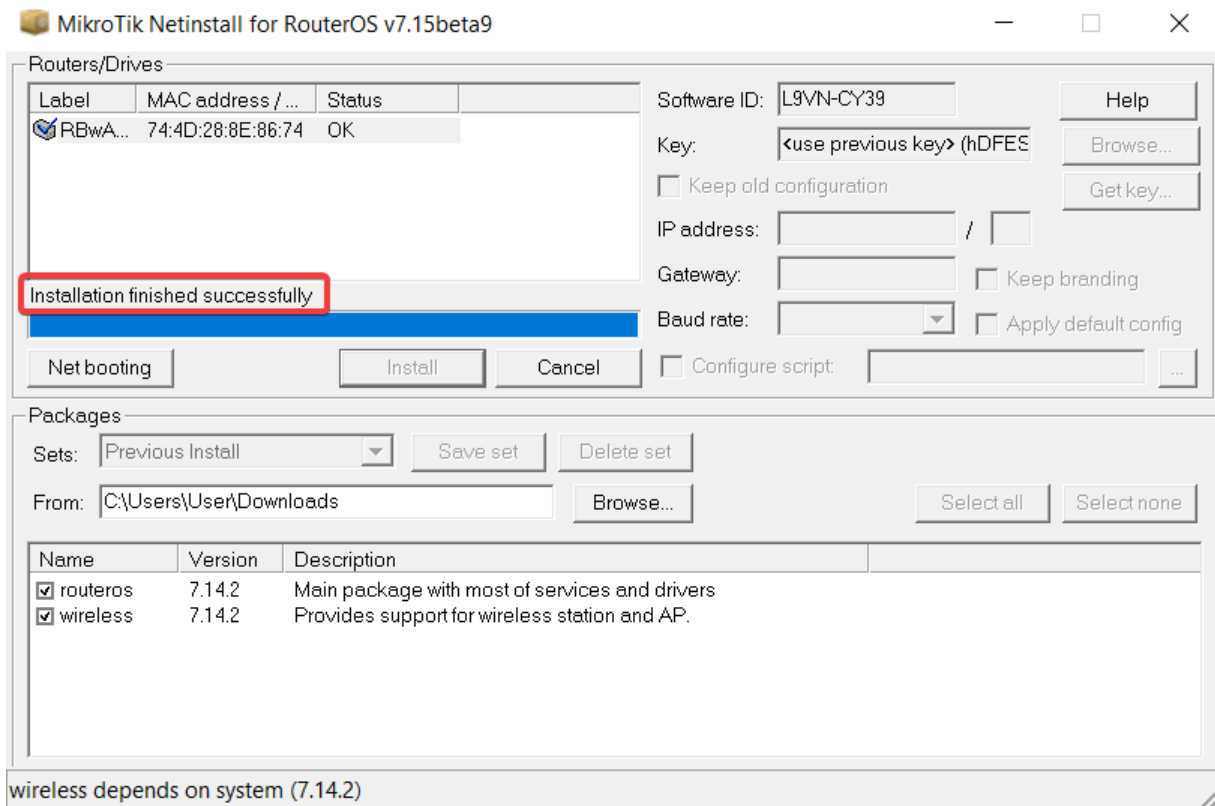 MikroTik Netinstall for RouterOS v7.15beta9
Routers/Drives
Label MAC address / ... Status
RBwA... 74:4D:28:8E:86:74 OK
Installation finished successfully
Net booting Install Cancel
Software ID: L9VN-CY39 Help
Key: <use previous key> (hDFES Browse...
Keep old configuration Get key...
IP address: /
Gateway: Keep branding
Baud rate: Apply default config
Configure script: ...
Packages
Sets: Previous Install Save set Delete set
From: C:\Users\User\Downloads Browse... Select all Select none
Name Version Description
routeros 7.14.2 Main package with most of services and drivers
wireless 7.14.2 Provides support for wireless station and AP.
wireless depends on system (7.14.2)